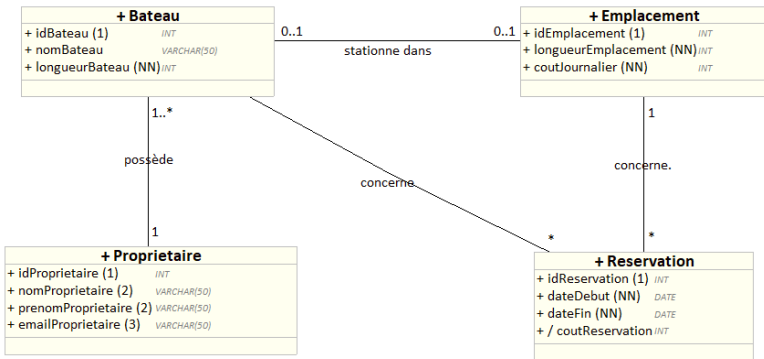 + Bateau
+ idBateau (1) INT
+ nomBateau VARCHAR(50)
+ longueurBateau (NN) INT
0..1
0..1
stationne dans
+ Emplacement
+ idEmplacement (1) INT
+ longueurEmplacement (NN) INT
+ coutJournalier (NN) INT
1..*
possède
1
concerne
*
1
concerne.
*
+ Proprietaire
+ idProprietaire (1) INT
+ nomProprietaire (2) VARCHAR(50)
+ prenomProprietaire (2) VARCHAR(50)
+ emailProprietaire (3) VARCHAR(50)
+ Reservation
+ idReservation (1) INT
+ dateDebut (NN) DATE
+ dateFin (NN) DATE
+ / coutReservation INT